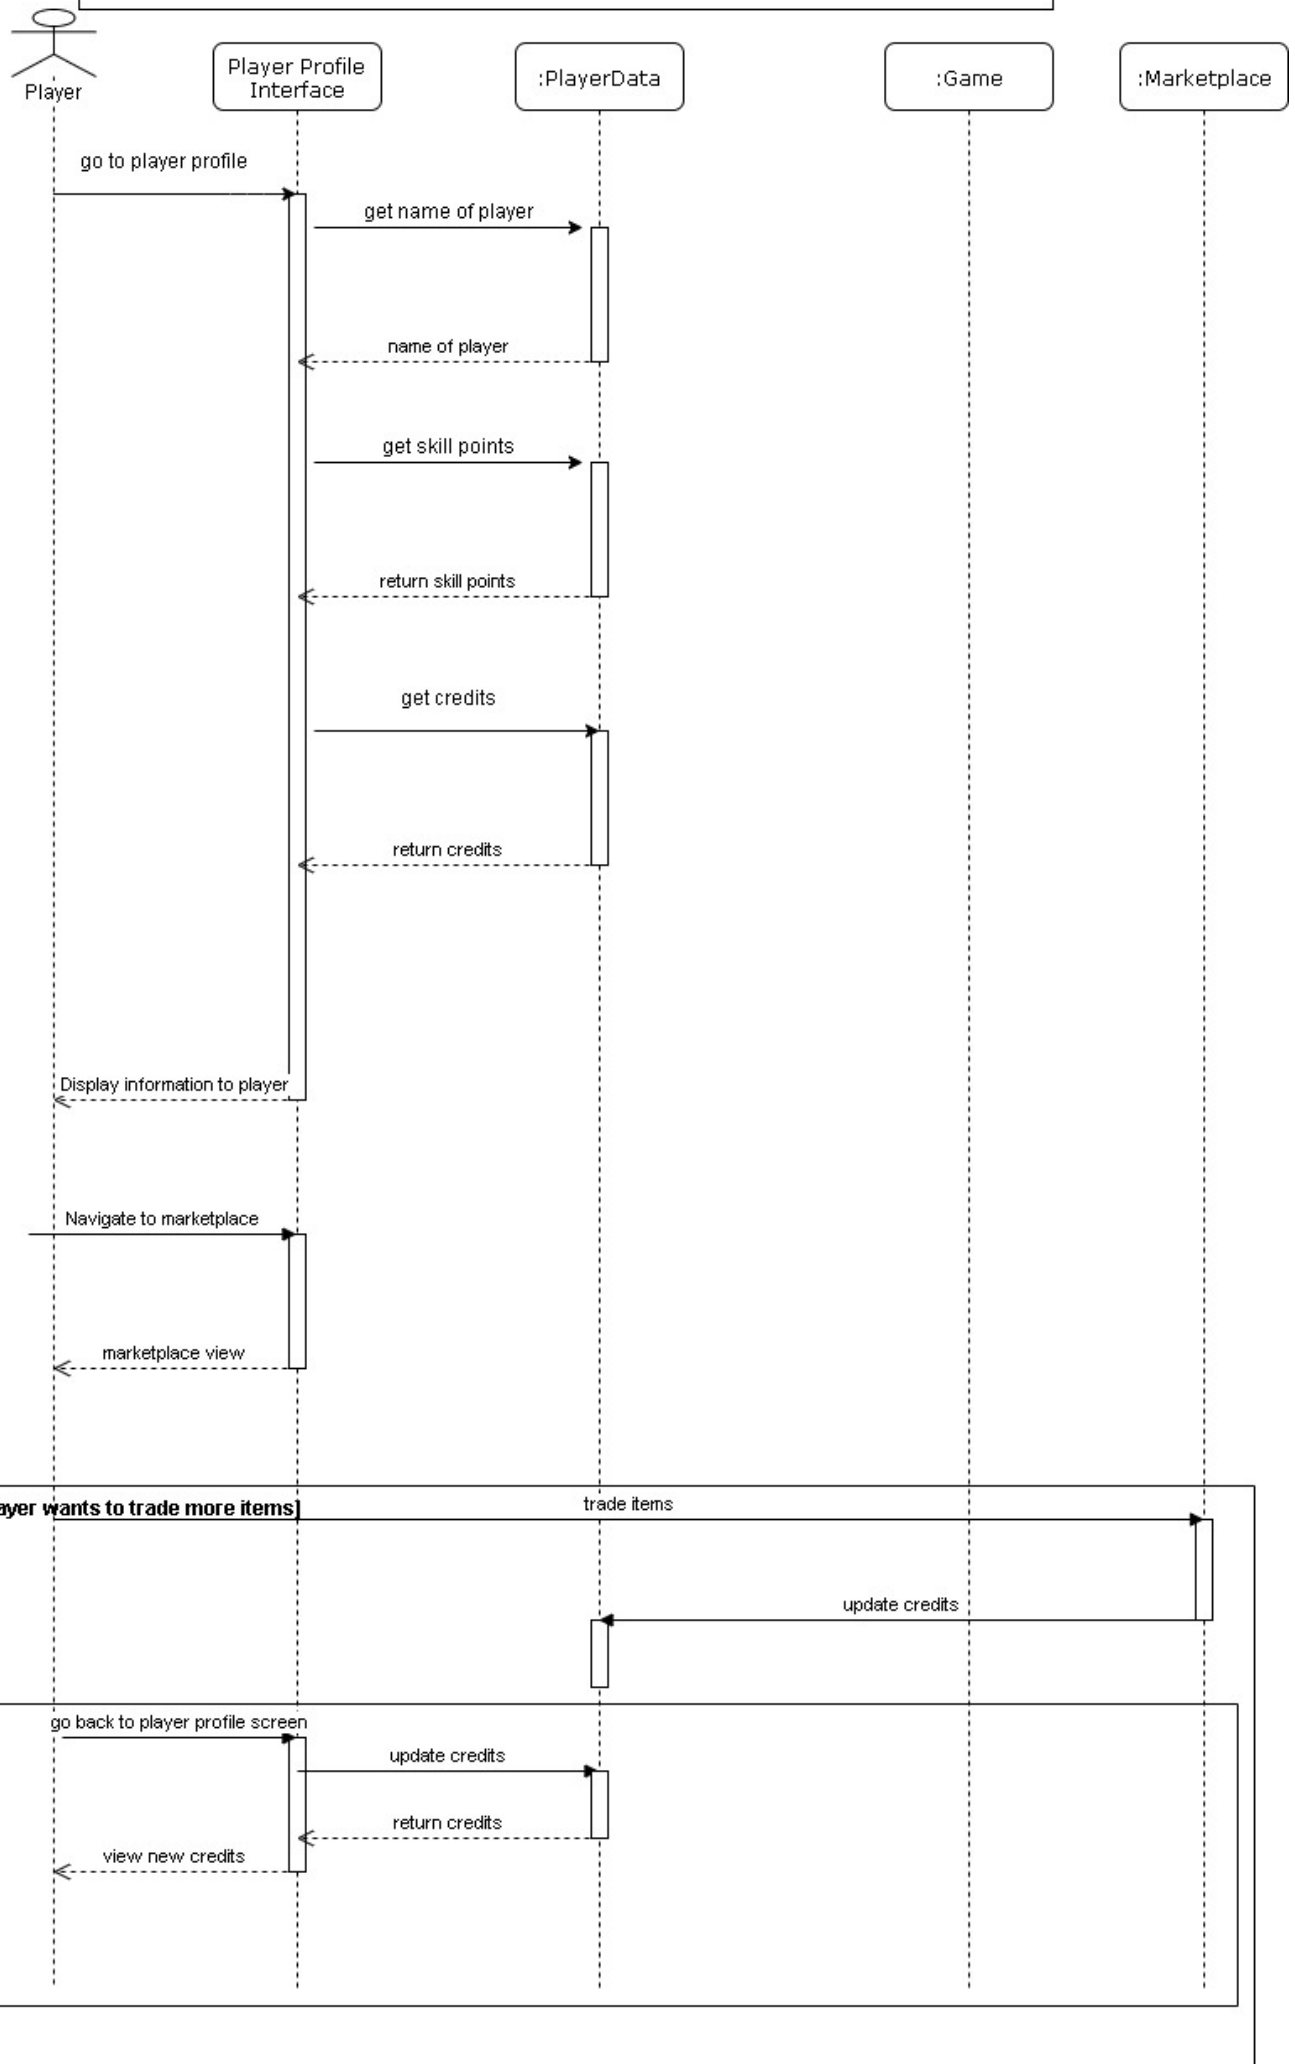 Player
Player Profile
Interface
:PlayerData
:Game
:Marketplace
go to player profile
get name of player
name of player
get skill points
return skill points
get credits
return credits
Display information to player
Navigate to marketplace
marketplace view
ayer wants to trade more items]
trade items
update credits
go back to player profile screen
update credits
return credits
view new credits